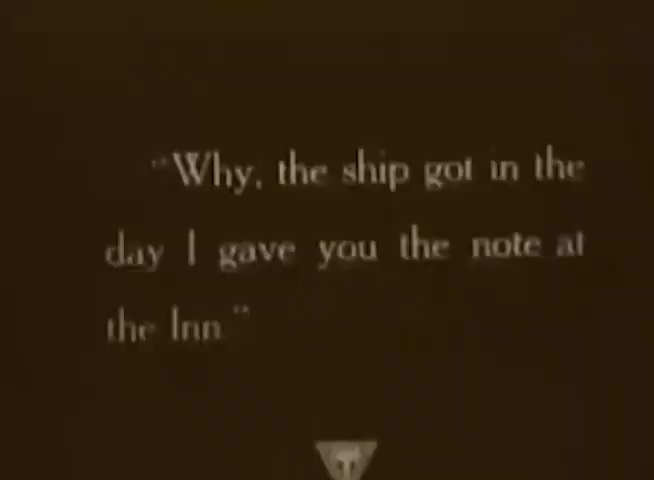 "Why, the ship got in the
day I gave you the note at
the Inn."